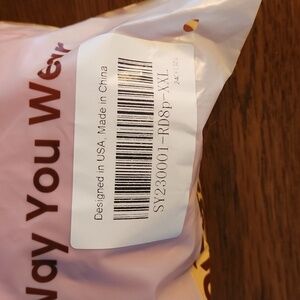 Way You Wear
Designed in USA, Made in China
SY230001-RD8p-XXL